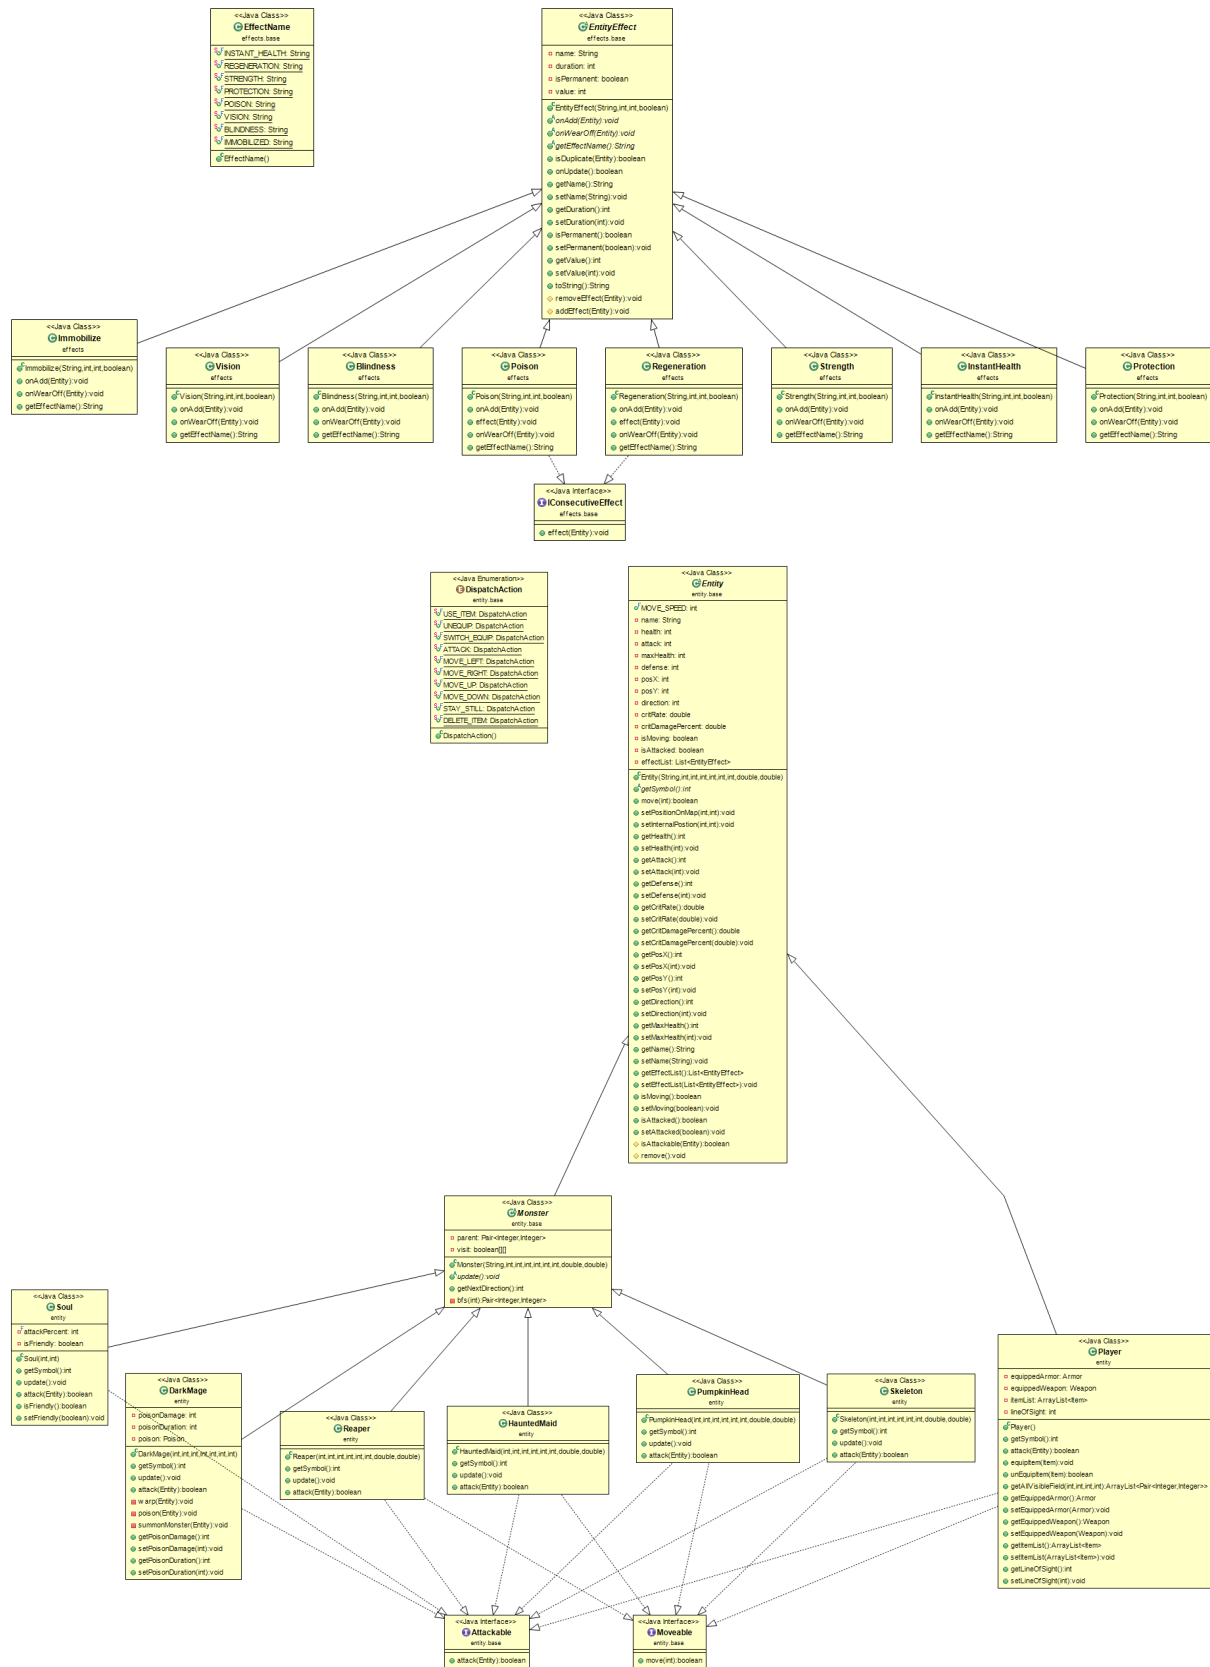 <<Java Class>>
EffectName
effects.base
INSTANT_HEALTH: String
REGENERATION: String
STRENGTH: String
PROTECTION: String
POISON: String
VISION: String
BLINDNESS: String
IMMOBILIZED: String
EffectName()
<<Java Class>>
EntityEffect
effects.base
name: String
duration: int
isPermanent: boolean
value: int
EntityEffect(String,int,int,boolean)
onAdd(Entity):void
onWearOff(Entity):void
getEffectName():String
isDuplicate(Entity):boolean
onUpdate():boolean
getName():String
setName(String):void
getDuration():int
setDuration(int):void
isPermanent():boolean
setPermanent(boolean):void
getValue():int
setValue(int):void
toString():String
removeEffect(Entity):void
addEffect(Entity):void
<<Java Class>>
Immobilize
effects
Immobilize(String,int,int,boolean)
onAdd(Entity):void
onWearOff(Entity):void
getEffectName():String
<<Java Class>>
Vision
effects
Vision(String,int,int,boolean)
onAdd(Entity):void
onWearOff(Entity):void
getEffectName():String
<<Java Class>>
Blindness
effects
Blindness(String,int,int,boolean)
onAdd(Entity):void
onWearOff(Entity):void
getEffectName():String
<<Java Class>>
Poison
effects
Poison(String,int,int,boolean)
onAdd(Entity):void
effect(Entity):void
onWearOff(Entity):void
getEffectName():String
<<Java Class>>
Regeneration
effects
Regeneration(String,int,int,boolean)
onAdd(Entity):void
effect(Entity):void
onWearOff(Entity):void
getEffectName():String
<<Java Class>>
Strength
effects
Strength(String,int,int,boolean)
onAdd(Entity):void
onWearOff(Entity):void
getEffectName():String
<<Java Class>>
InstantHealth
effects
InstantHealth(String,int,int,boolean)
onAdd(Entity):void
onWearOff(Entity):void
getEffectName():String
<<Java Class>>
Protection
effects
Protection(String,int,int,boolean)
onAdd(Entity):void
onWearOff(Entity):void
getEffectName():String
<<Java Interface>>
IConsecutiveEffect
effects.base
effect(Entity):void
<<Java Enumeration>>
DispatchAction
entity.base
USE_ITEM: DispatchAction
UNEQUIP: DispatchAction
SWITCH_EQUIP: DispatchAction
ATTACK: DispatchAction
MOVE_LEFT: DispatchAction
MOVE_RIGHT: DispatchAction
MOVE_UP: DispatchAction
MOVE_DOWN: DispatchAction
STAY_STILL: DispatchAction
DELETE_ITEM: DispatchAction
DispatchAction()
<<Java Class>>
Entity
entity.base
MOVE_SPEED: int
name: String
health: int
attack: int
maxHealth: int
defense: int
posX: int
posY: int
direction: int
critRate: double
critDamagePercent: double
isMoving: boolean
isAttacked: boolean
effectList: List<EntityEffect>
Entity(String,int,int,int,int,int,int,double,double)
getSymbol():int
move(int):boolean
setPositionOnMap(int,int):void
setInternalPostion(int,int):void
getHealth():int
setHealth(int):void
getAttack():int
setAttack(int):void
getDefense():int
setDefense(int):void
getCritRate():double
setCritRate(double):void
getCritDamagePercent():double
setCritDamagePercent(double):void
getPosX():int
setPosX(int):void
getPosY():int
setPosY(int):void
getDirection():int
setDirection(int):void
getMaxHealth():int
setMaxHealth(int):void
getName():String
setName(String):void
getEffectList():List<EntityEffect>
setEffectList(List<EntityEffect>):void
isMoving():boolean
setMoving(boolean):void
isAttacked():boolean
setAttacked(boolean):void
isAttackable(Entity):boolean
remove():void
<<Java Class>>
Monster
entity.base
parent: Pair<Integer,Integer>
visit: boolean[][]
Monster(String,int,int,int,int,int,int,double,double)
update():void
getNextDirection():int
bfs(int):Pair<Integer,Integer>
<<Java Class>>
Soul
entity
attackPercent: int
isFriendly: boolean
Soul(int,int)
getSymbol():int
update():void
attack(Entity):boolean
isFriendly():boolean
setFriendly(boolean):void
<<Java Class>>
DarkMage
entity
poisonDamage: int
poisonDuration: int
poison: Poison
DarkMage(int,int,int,int,int,int,int)
getSymbol():int
update():void
attack(Entity):boolean
warp(Entity):void
poison(Entity):void
summonMonster(Entity):void
getPoisonDamage():int
setPoisonDamage(int):void
getPoisonDuration():int
setPoisonDuration(int):void
<<Java Class>>
Reaper
entity
Reaper(int,int,int,int,int,int,double,double)
getSymbol():int
update():void
attack(Entity):boolean
<<Java Class>>
HauntedMaid
entity
HauntedMaid(int,int,int,int,int,int,double,double)
getSymbol():int
update():void
attack(Entity):boolean
<<Java Class>>
PumpkinHead
entity
PumpkinHead(int,int,int,int,int,int,double,double)
getSymbol():int
update():void
attack(Entity):boolean
<<Java Class>>
Skeleton
entity
Skeleton(int,int,int,int,int,int,double,double)
getSymbol():int
update():void
attack(Entity):boolean
<<Java Class>>
Player
entity
equippedArmor: Armor
equippedWeapon: Weapon
itemList: ArrayList<Item>
lineOfSight: int
Player()
getSymbol():int
attack(Entity):boolean
equipItem(Item):void
unEquipItem(Item):boolean
getAllVisibleField(int,int,int,int):ArrayList<Pair<Integer,Integer>>
getEquippedArmor():Armor
setEquippedArmor(Armor):void
getEquippedWeapon():Weapon
setEquippedWeapon(Weapon):void
getItemList():ArrayList<Item>
setItemList(ArrayList<Item>):void
getLineOfSight():int
setLineOfSight(int):void
<<Java Interface>>
Attackable
entity.base
attack(Entity):boolean
<<Java Interface>>
Moveable
entity.base
move(int):boolean